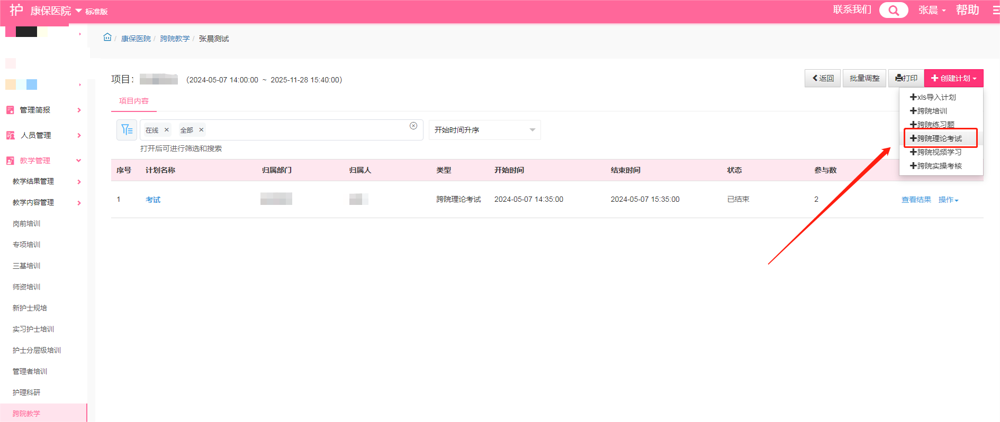 护 康保医院 标准版 联系我们 张晨 帮助
康保医院 / 跨院教学 / 张晨测试
项目： (2024-05-07 14:00:00 ~ 2025-11-28 15:40:00)
返回 批量调整 打印 创建计划
xls导入计划
跨院培训
跨院练习题
跨院理论考试
跨院视频学习
跨院实操考核
项目内容
在线 × 全部 × 开始时间升序
打开后可进行筛选和搜索
序号 计划名称 归属部门 归属人 类型 开始时间 结束时间 状态 参与数
1 考试 跨院理论考试 2024-05-07 14:35:00 2024-05-07 15:35:00 已结束 2 查看结果 操作
管理简报
人员管理
教学管理
教学结果管理
教学内容管理
岗前培训
专项培训
三基培训
师资培训
新护士规培
实习护士培训
护士分层级培训
管理者培训
护理科研
跨院教学